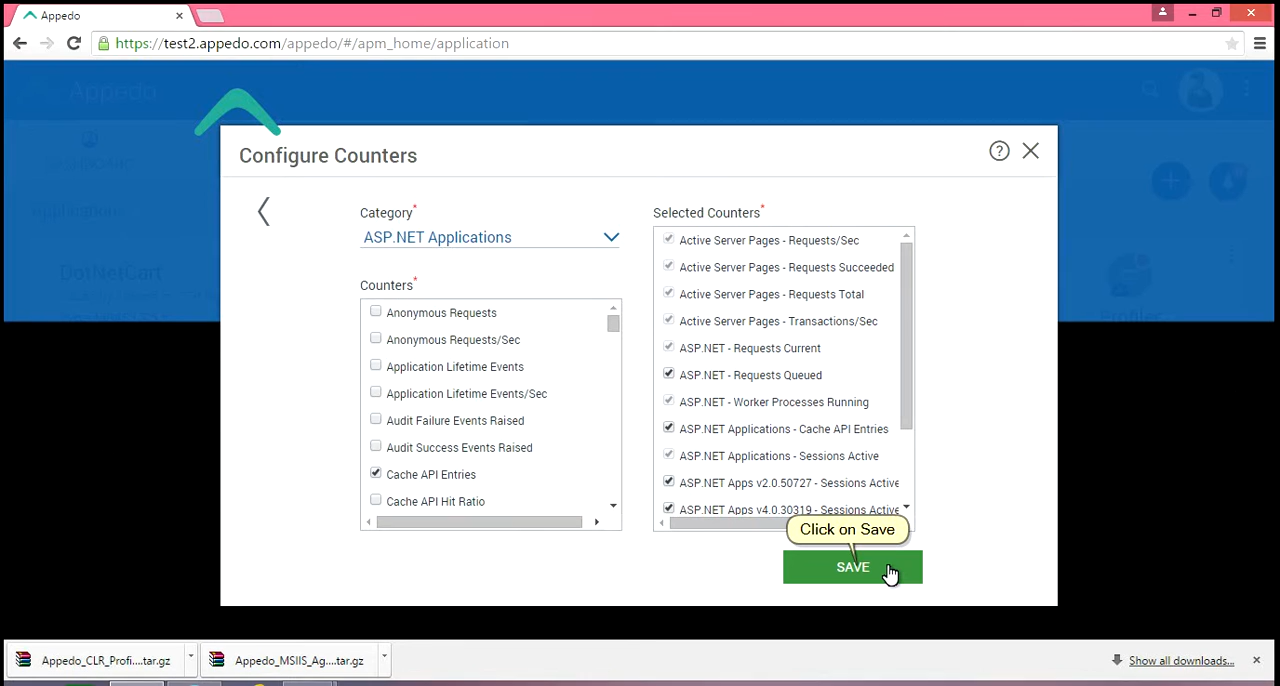 Appedo
https://test2.appedo.com/appedo/#/apm_home/application
Appedo
Configure Counters
Category*
ASP.NET Applications
Counters*
Anonymous Requests
Anonymous Requests/Sec
Application Lifetime Events
Application Lifetime Events/Sec
Audit Failure Events Raised
Audit Success Events Raised
Cache API Entries
Cache API Hit Ratio
Selected Counters*
Active Server Pages - Requests/Sec
Active Server Pages - Requests Succeeded
Active Server Pages - Requests Total
Active Server Pages - Transactions/Sec
ASP.NET - Requests Current
ASP.NET - Requests Queued
ASP.NET - Worker Processes Running
ASP.NET Applications - Cache API Entries
ASP.NET Applications - Sessions Active
ASP.NET Apps v2.0.50727 - Sessions Active
ASP.NET Apps v4.0.30319 - Sessions Active
Click on Save
SAVE
DotNetCart
Profiles
Appedo_CLR_Profi....tar.gz
Appedo_MSIIS_Ag....tar.gz
Show all downloads...